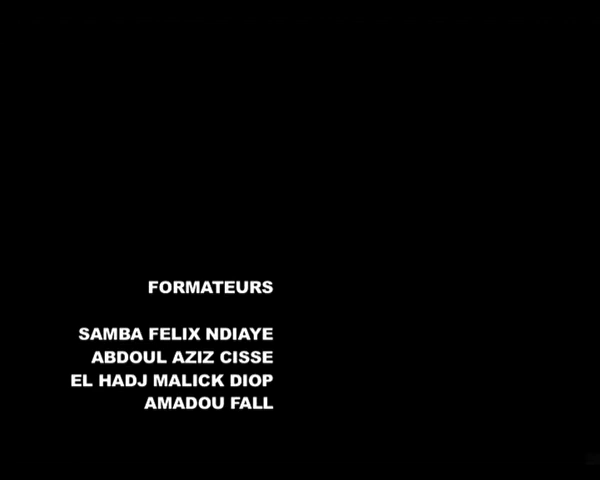 FORMATEURS
SAMBA FELIX NDIAYE
ABDOUL AZIZ CISSE
EL HADJ MALICK DIOP
AMADOU FALL